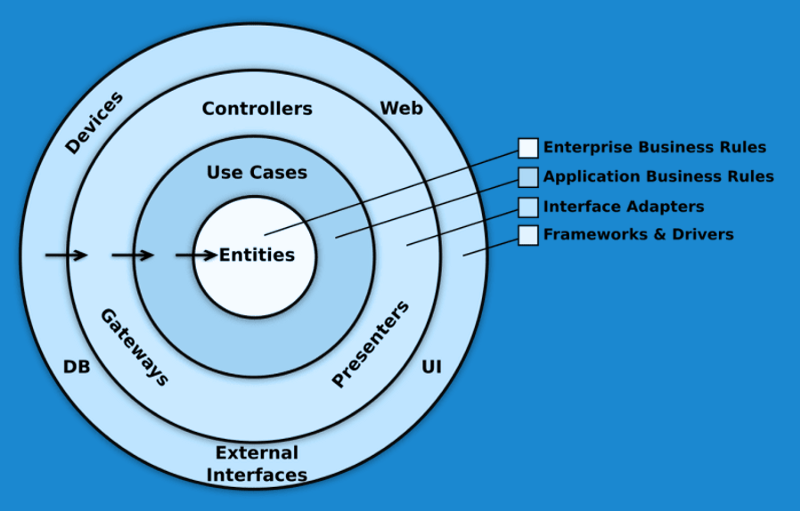 Devices
Controllers
Web
Use Cases
Entities
Gateways
Presenters
DB
UI
External
Interfaces
Enterprise Business Rules
Application Business Rules
Interface Adapters
Frameworks & Drivers